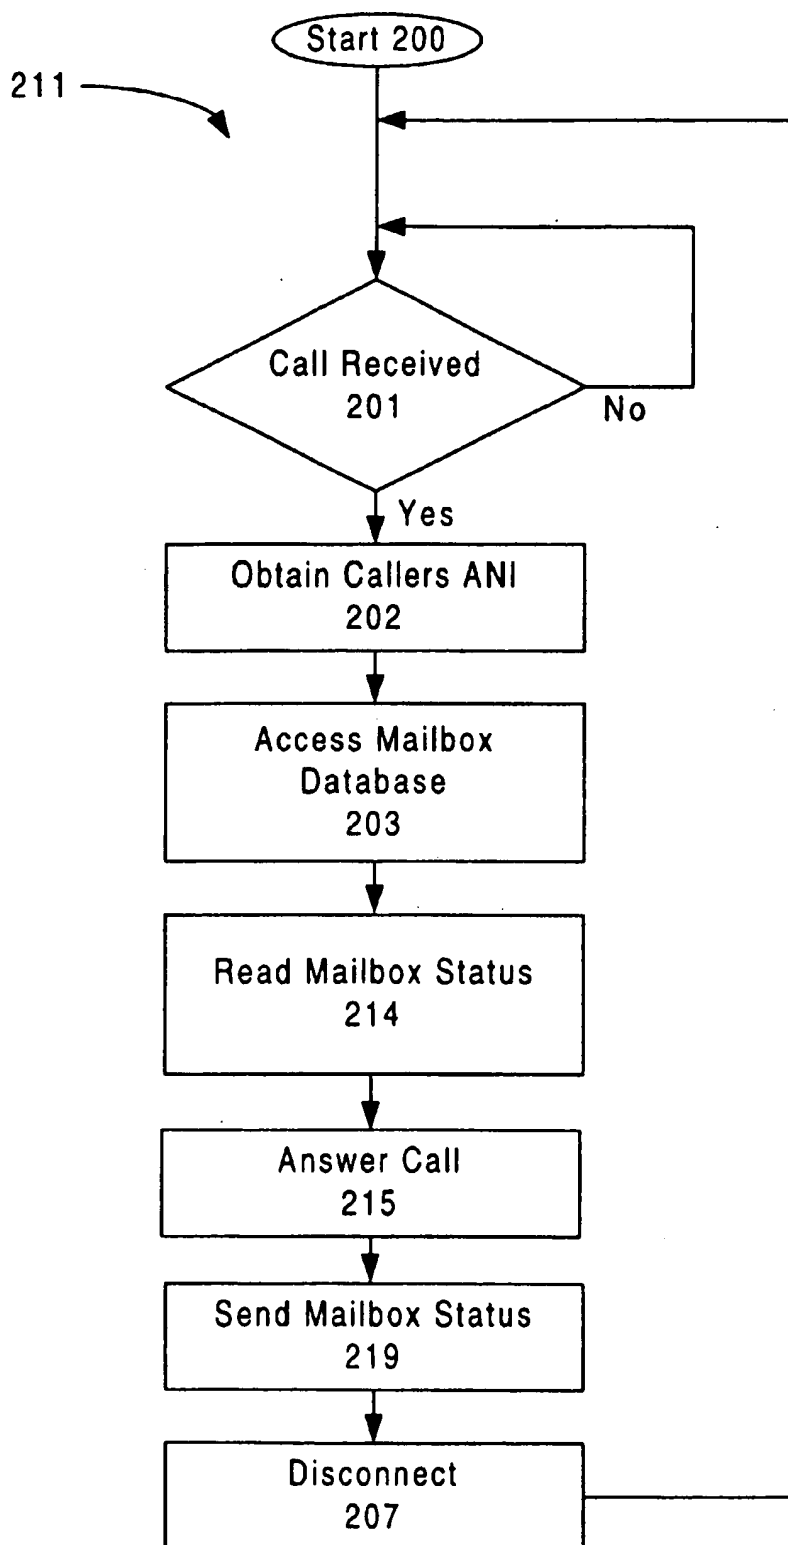 Start 200
211
Call Received
201
No
Yes
Obtain Callers ANI
202
Access Mailbox
Database
203
Read Mailbox Status
214
Answer Call
215
Send Mailbox Status
219
Disconnect
207